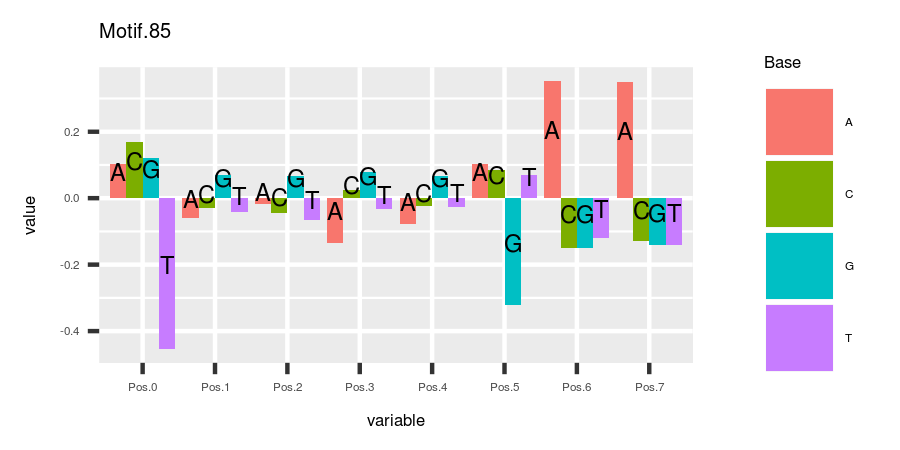 Motif.85
value
0.2
0.0
-0.2
-0.4
A C G T
A C G T
A C G T
A C G T
A C G T
A C G T
A C G T
A C G T
Pos.0 Pos.1 Pos.2 Pos.3 Pos.4 Pos.5 Pos.6 Pos.7
variable
Base
A
C
G
T